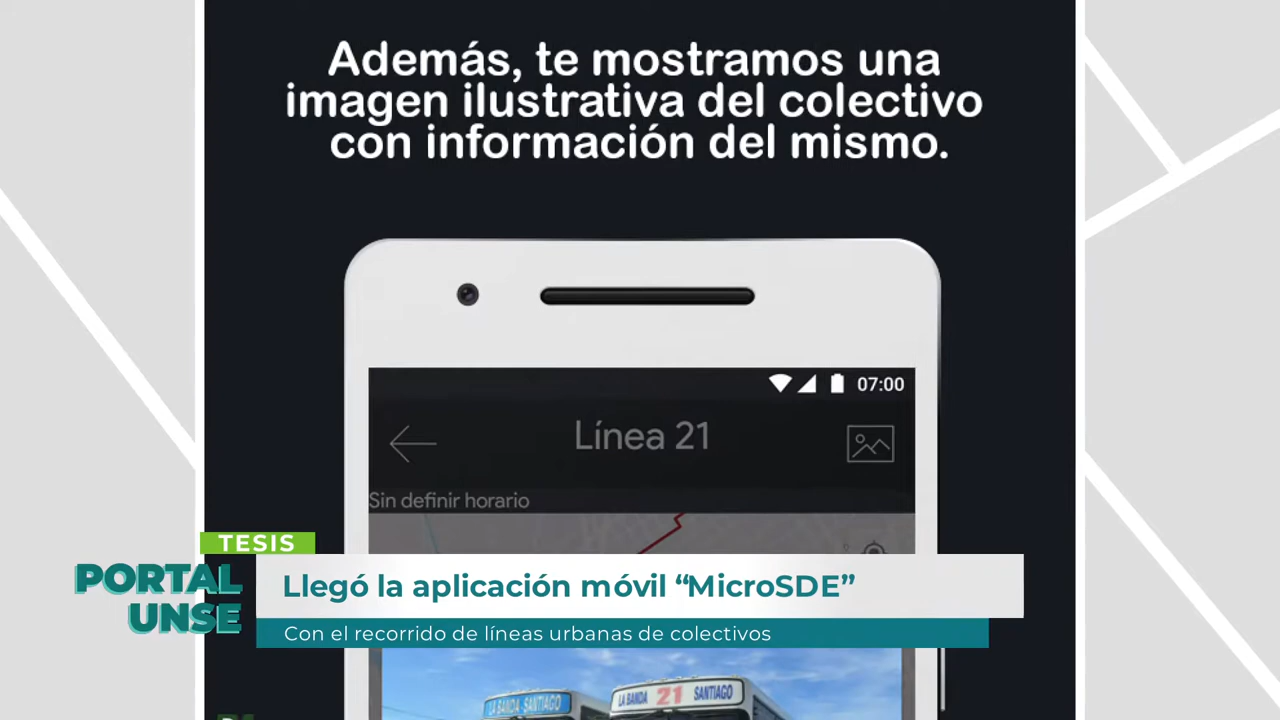 Además, te mostramos una
imagen ilustrativa del colectivo
con información del mismo.
07:00
Línea 21
Sin definir horario
TESIS
PORTAL
UNSE
Llegó la aplicación móvil “MicroSDE”
Con el recorrido de líneas urbanas de colectivos
LA BANDA SANTIAGO
LA BANDA 21 SANTIAGO